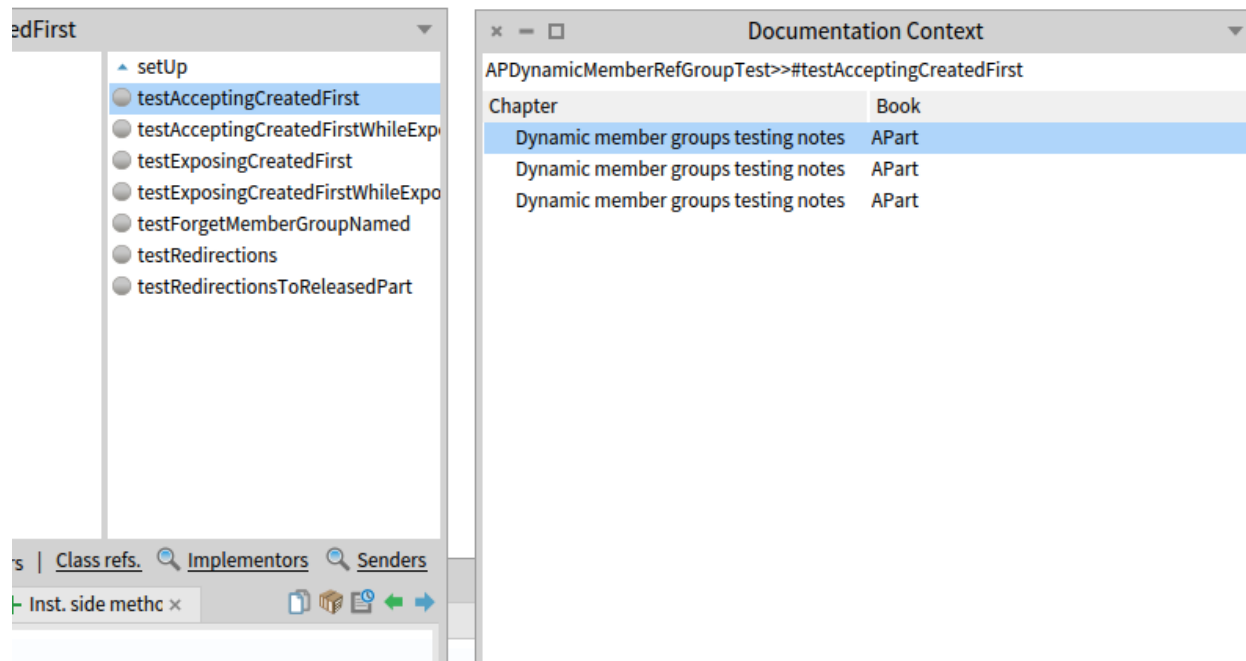 edFirst
setUp
testAcceptingCreatedFirst
testAcceptingCreatedFirstWhileExp
testExposingCreatedFirst
testExposingCreatedFirstWhileExpo
testForgetMemberGroupNamed
testRedirections
testRedirectionsToReleasedPart
rs | Class refs. Implementors Senders
Inst. side methc ×
Documentation Context
APDynamicMemberRefGroupTest>>#testAcceptingCreatedFirst
Chapter Book
Dynamic member groups testing notes APart
Dynamic member groups testing notes APart
Dynamic member groups testing notes APart